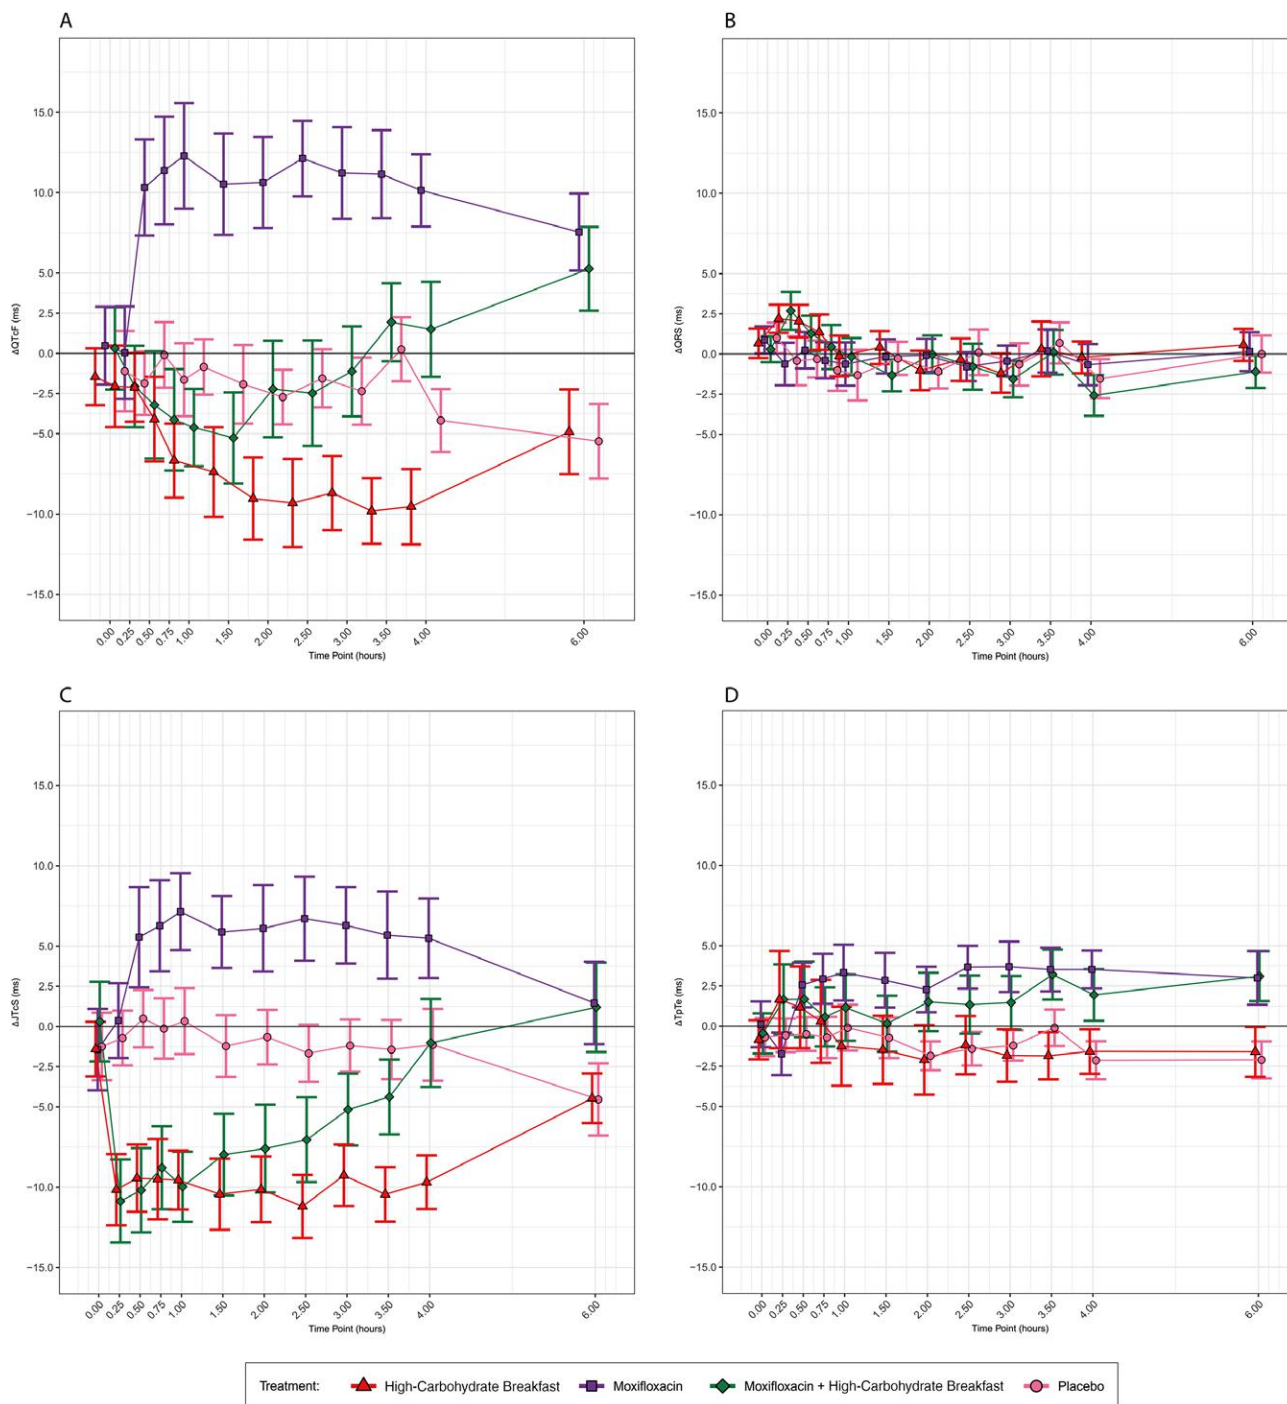 A
15.0
10.0
5.0
2.5
0.0
−2.5
−5.0
−10.0
−15.0
ΔQTcF (ms)
0.00 0.25 0.50 0.75 1.00 1.50 2.00 2.50 3.00 3.50 4.00 6.00
Time Point (hours)
B
15.0
10.0
5.0
2.5
0.0
−2.5
−5.0
−10.0
−15.0
ΔQRS (ms)
0.00 0.25 0.50 0.75 1.00 1.50 2.00 2.50 3.00 3.50 4.00 6.00
Time Point (hours)
C
15.0
10.0
5.0
2.5
0.0
−2.5
−5.0
−10.0
−15.0
ΔJTcS (ms)
0.00 0.25 0.50 0.75 1.00 1.50 2.00 2.50 3.00 3.50 4.00 6.00
Time Point (hours)
D
15.0
10.0
5.0
2.5
0.0
−2.5
−5.0
−10.0
−15.0
ΔTpTe (ms)
0.00 0.25 0.50 0.75 1.00 1.50 2.00 2.50 3.00 3.50 4.00 6.00
Time Point (hours)
Treatment: High-Carbohydrate Breakfast Moxifloxacin Moxifloxacin + High-Carbohydrate Breakfast Placebo